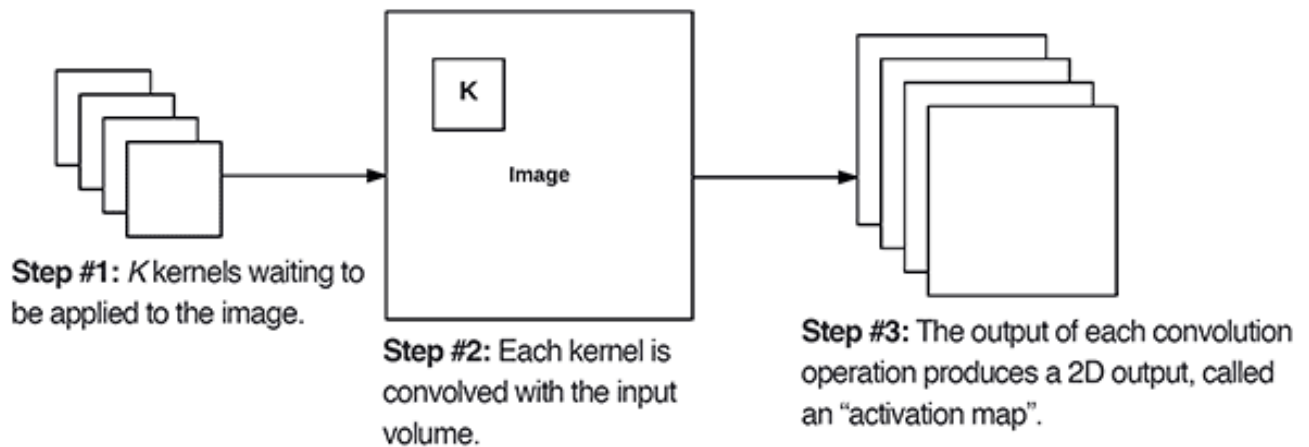 K
Image
Step #1: K kernels waiting to
be applied to the image.
Step #2: Each kernel is
convolved with the input
volume.
Step #3: The output of each convolution
operation produces a 2D output, called
an “activation map”.